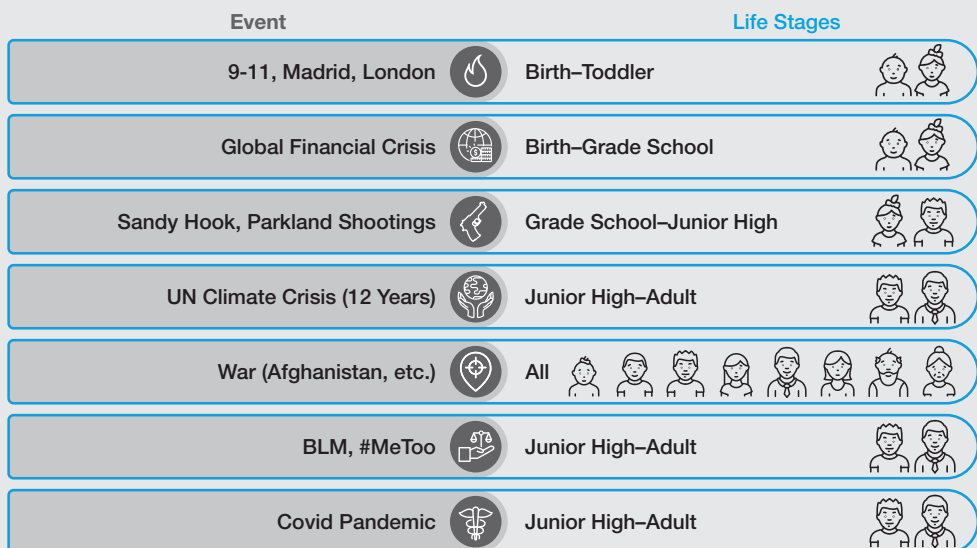 Event
Life Stages
9-11, Madrid, London
Birth–Toddler
Global Financial Crisis
Birth–Grade School
Sandy Hook, Parkland Shootings
Grade School–Junior High
UN Climate Crisis (12 Years)
Junior High–Adult
War (Afghanistan, etc.)
All
BLM, #MeToo
Junior High–Adult
Covid Pandemic
Junior High–Adult